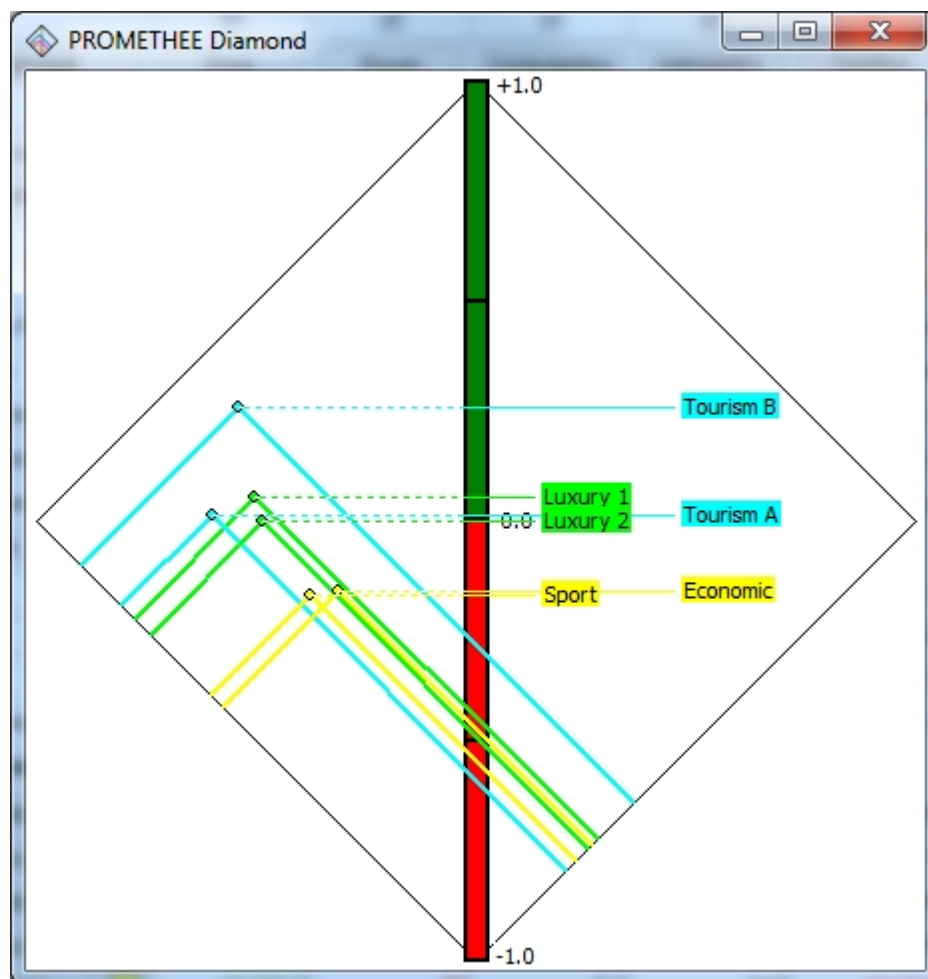 PROMETHEE Diamond
+1.0
Tourism B
Luxury 1
Tourism A
0.0 Luxury 2
Economic
Sport
-1.0